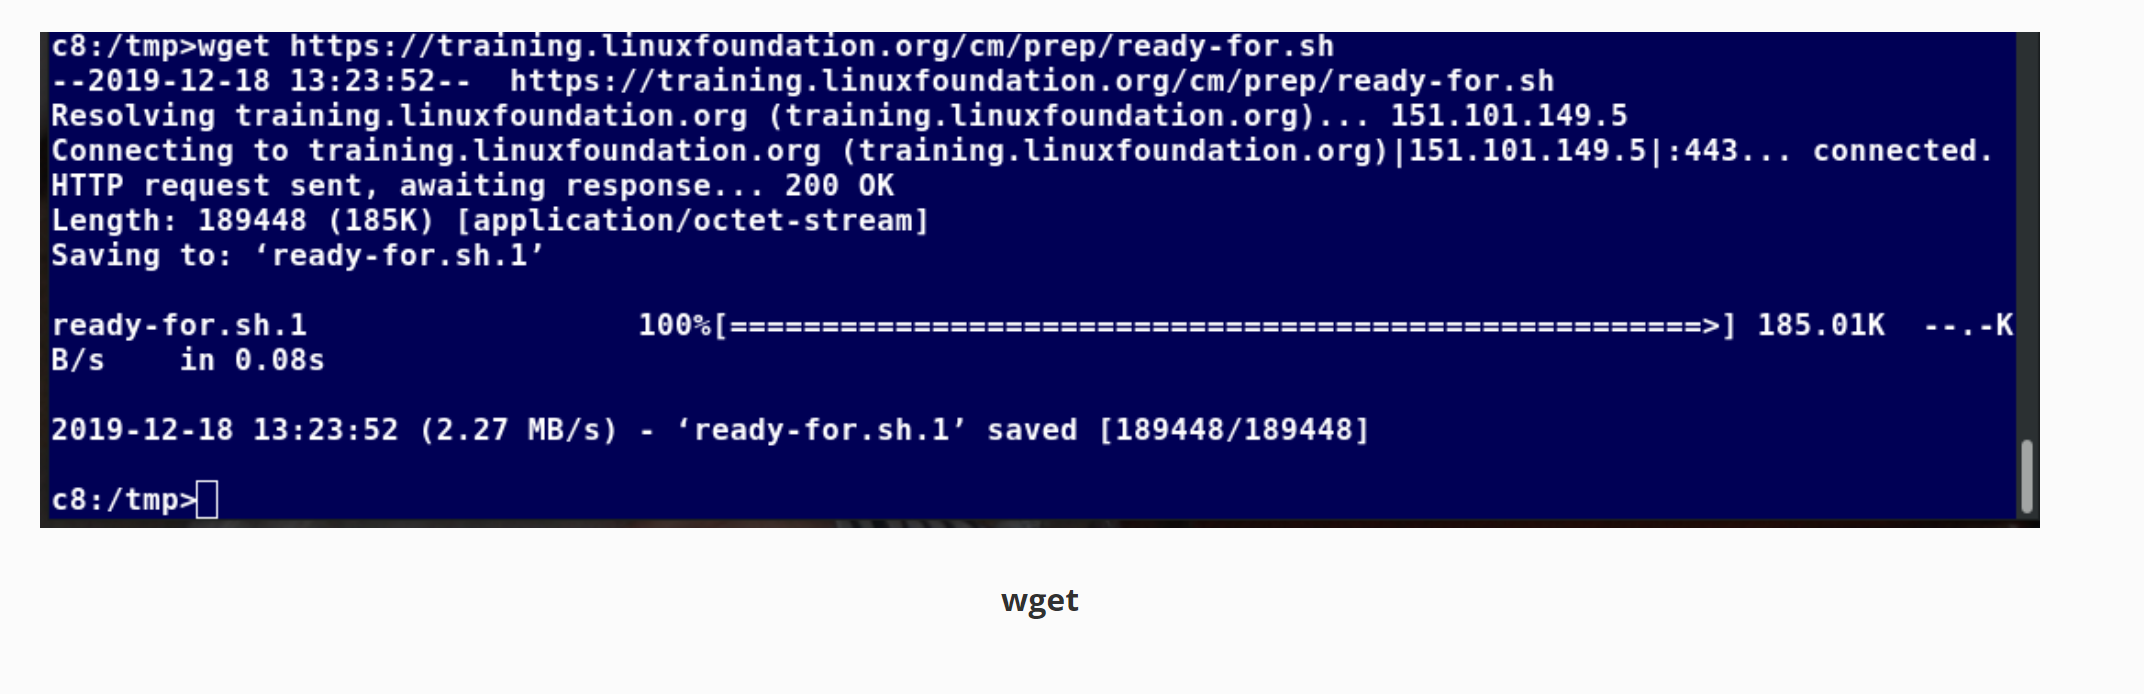 c8:/tmp>wget https://training.linuxfoundation.org/cm/prep/ready-for.sh
--2019-12-18 13:23:52--  https://training.linuxfoundation.org/cm/prep/ready-for.sh
Resolving training.linuxfoundation.org (training.linuxfoundation.org)... 151.101.149.5
Connecting to training.linuxfoundation.org (training.linuxfoundation.org)|151.101.149.5|:443... connected.
HTTP request sent, awaiting response... 200 OK
Length: 189448 (185K) [application/octet-stream]
Saving to: ‘ready-for.sh.1’
ready-for.sh.1                  100%[=====================================================>] 185.01K  --.-K
B/s    in 0.08s
2019-12-18 13:23:52 (2.27 MB/s) - ‘ready-for.sh.1’ saved [189448/189448]
c8:/tmp>
wget